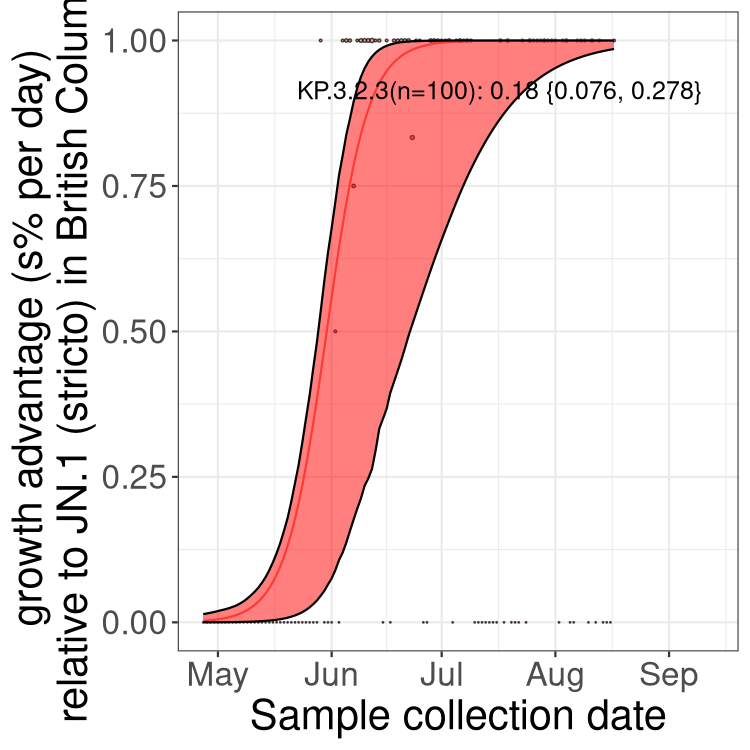 growth advantage (s% per day)
relative to JN.1 (stricto) in British Colum
1.00
0.75
0.50
0.25
0.00
KP.3.2.3(n=100): 0.18 {0.076, 0.278}
May Jun Jul Aug Sep
Sample collection date